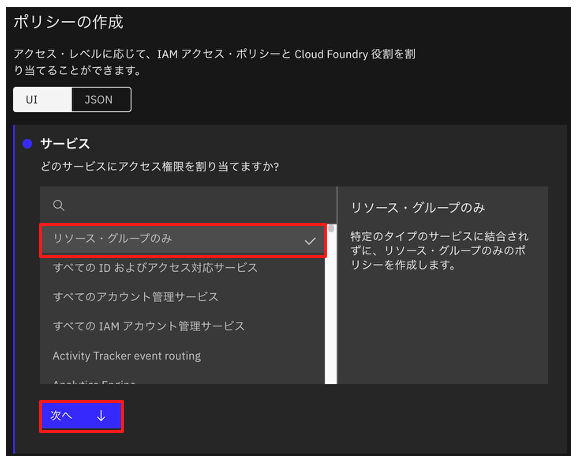 ポリシーの作成
アクセス・レベルに応じて、IAM アクセス・ポリシーと Cloud Foundry 役割を割
り当てることができます。
UI
JSON
サービス
どのサービスにアクセス権限を割り当てますか?
リソース・グループのみ
すべての ID およびアクセス対応サービス
すべてのアカウント管理サービス
すべての IAM アカウント管理サービス
Activity Tracker event routing
Analytics Engine
リソース・グループのみ
特定のタイプのサービスに結合され
ずに、リソース・グループのみのポ
リシーを作成します。
次へ